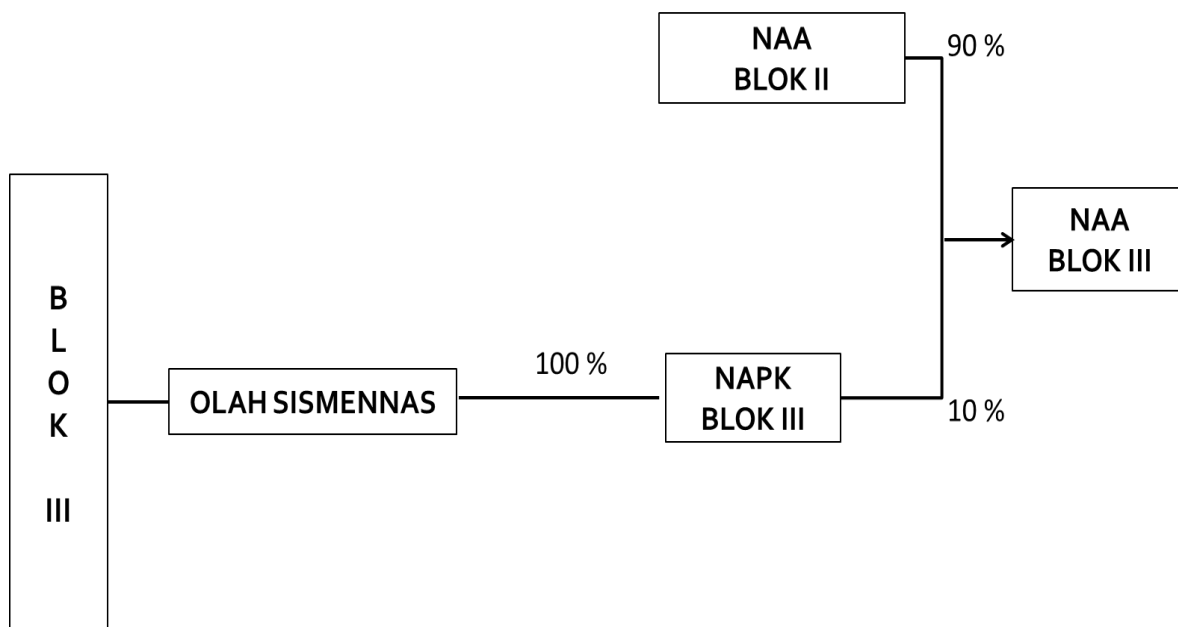 NAA
BLOK II
90 %
NAA
BLOK III
B
L
O
K
III
OLAH SISMENNAS
100 %
NAPK
BLOK III
10 %